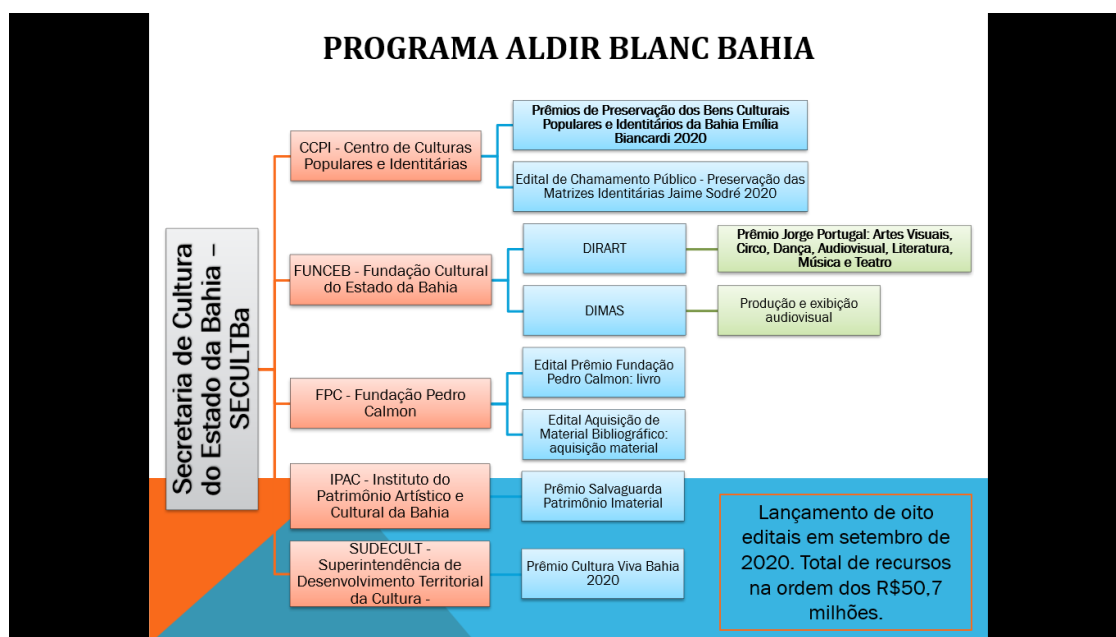 PROGRAMA ALDIR BLANC BAHIA
Secretaria de Cultura
do Estado da Bahia –
SECULTBa
CCPI - Centro de Culturas
Populares e Identitárias
Prêmios de Preservação dos Bens Culturais
Populares e Identitários da Bahia Emília
Biancardi 2020
Edital de Chamamento Público - Preservação das
Matrizes Identitárias Jaime Sodré 2020
FUNCEB - Fundação Cultural
do Estado da Bahia
DIRART
Prêmio Jorge Portugal: Artes Visuais,
Circo, Dança, Audiovisual, Literatura,
Música e Teatro
DIMAS
Produção e exibição
audiovisual
FPC - Fundação Pedro
Calmon
Edital Prêmio Fundação
Pedro Calmon: livro
Edital Aquisição de
Material Bibliográfico:
aquisição material
IPAC - Instituto do
Patrimônio Artístico e
Cultural da Bahia
Prêmio Salvaguarda
Patrimônio Imaterial
SUDECULT -
Superintendência de
Desenvolvimento Territorial
da Cultura -
Prêmio Cultura Viva Bahia
2020
Lançamento de oito
editais em setembro de
2020. Total de recursos
na ordem dos R$50,7
milhões.